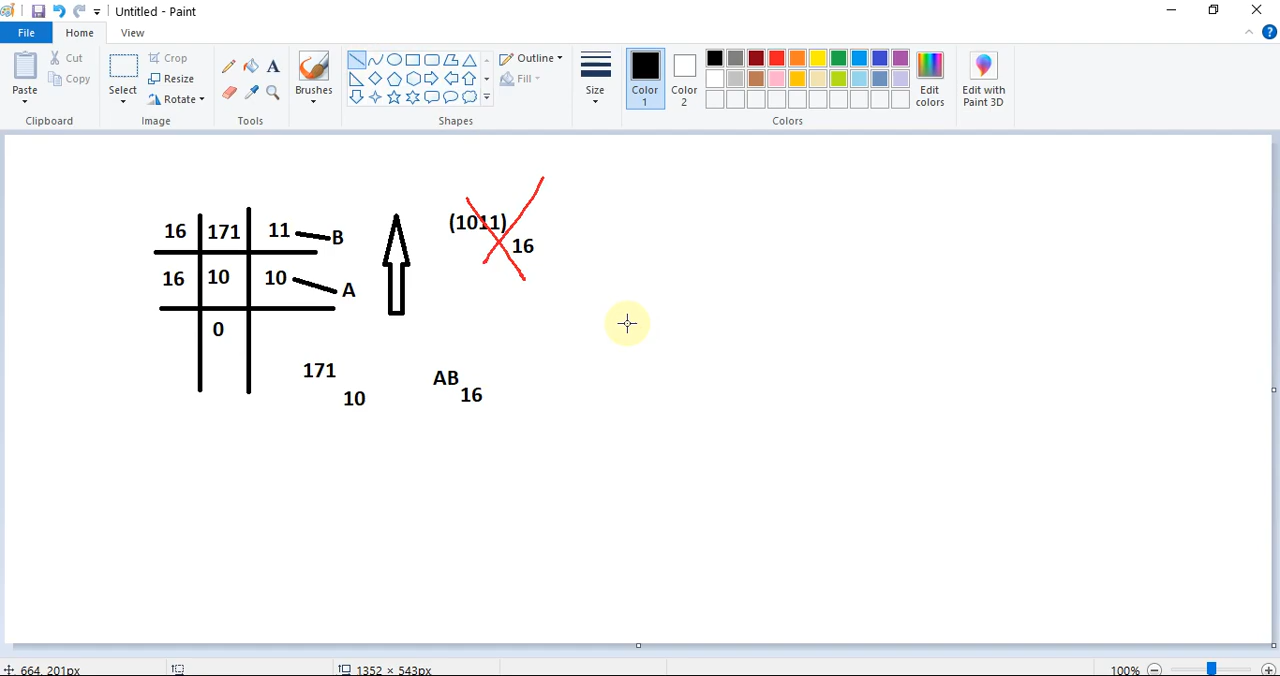 Untitled - Paint
File Home View
Paste
Cut
Copy
Clipboard
Select
Crop
Resize
Rotate
Image
A
Tools
Brushes
Shapes
Outline
Fill
Size
Color 1
Color 2
Edit colors
Edit with Paint 3D
Colors
16 171 11 B
16 10 10 A
0
(1011)
16
171
10
AB
16
664, 201px
1352 × 543px
100%